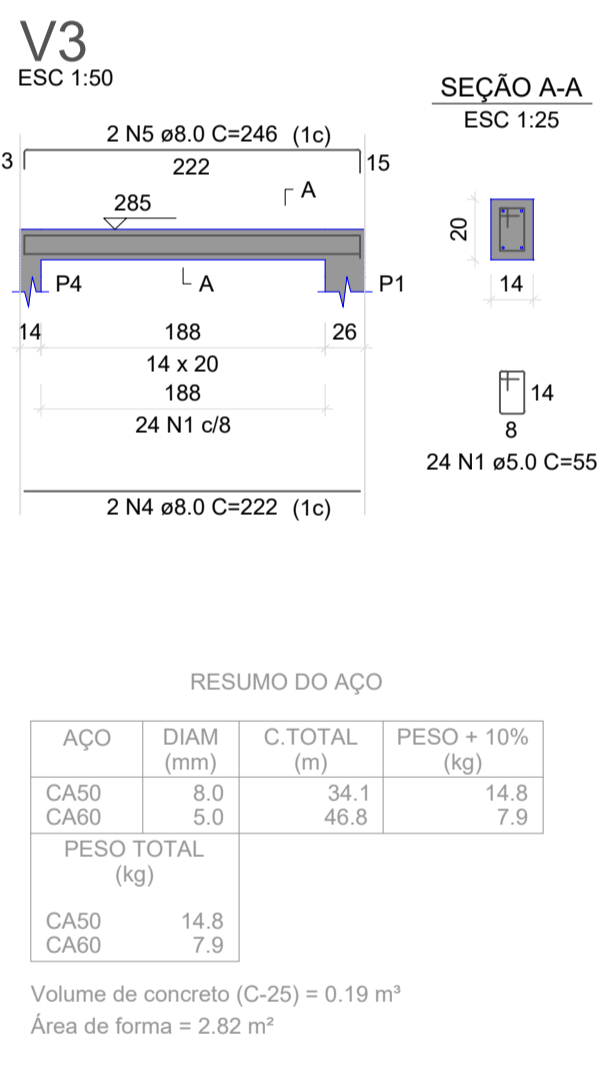 V3
ESC 1:50
SEÇÃO A-A
ESC 1:25
2 N5 ø8.0 C=246 (1c)
3
222
15
A
285
20
P4
A
P1
14
14
188
26
14 x 20
188
14
24 N1 c/8
8
24 N1 ø5.0 C=55
2 N4 ø8.0 C=222 (1c)
RESUMO DO AÇO
AÇO DIAM C.TOTAL PESO + 10%
(mm) (m) (kg)
CA50 8.0 34.1 14.8
CA60 5.0 46.8 7.9
PESO TOTAL
(kg)
CA50 14.8
CA60 7.9
Volume de concreto (C-25) = 0.19 m³
Área de forma = 2.82 m²